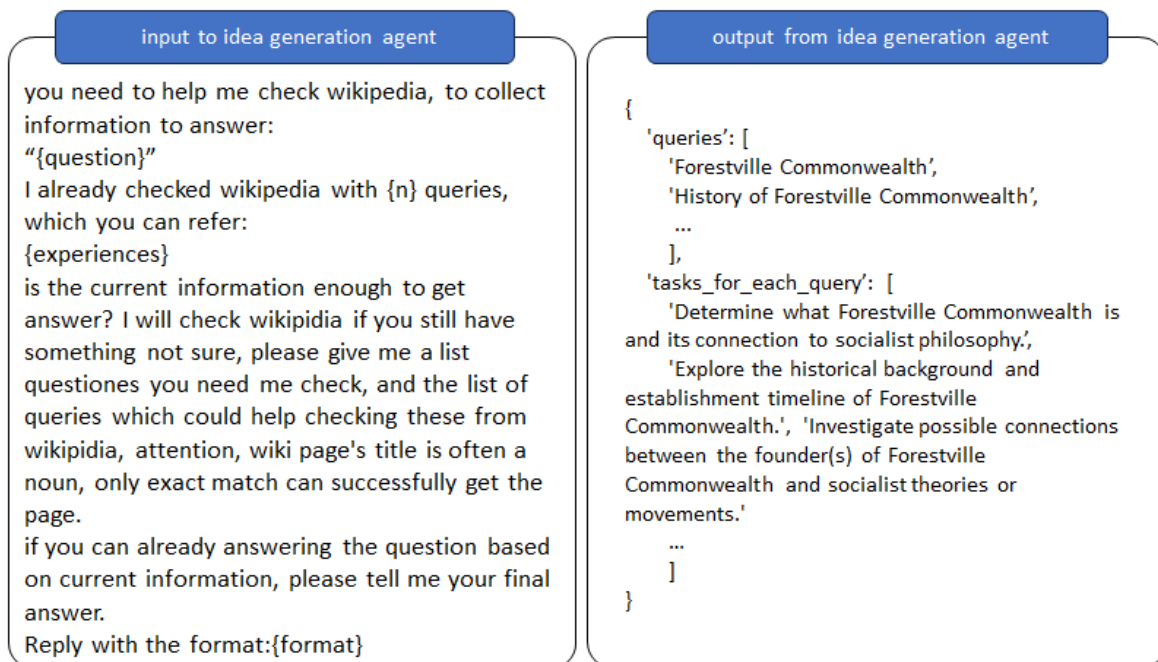 input to idea generation agent
you need to help me check wikipedia, to collect
information to answer:
“{question}”
I already checked wikipedia with {n} queries,
which you can refer:
{experiences}
is the current information enough to get
answer? I will check wikipidia if you still have
something not sure, please give me a list
questiones you need me check, and the list of
queries which could help checking these from
wikipidia, attention, wiki page's title is often a
noun, only exact match can successfully get the
page.
if you can already answering the question based
on current information, please tell me your final
answer.
Reply with the format:{format}
output from idea generation agent
{
'queries’: [
'Forestville Commonwealth’,
'History of Forestville Commonwealth’,
...
],
'tasks_for_each_query’: [
'Determine what Forestville Commonwealth is
and its connection to socialist philosophy.’,
'Explore the historical background and
establishment timeline of Forestville
Commonwealth.', 'Investigate possible connections
between the founder(s) of Forestville
Commonwealth and socialist theories or
movements.'
...
]
}